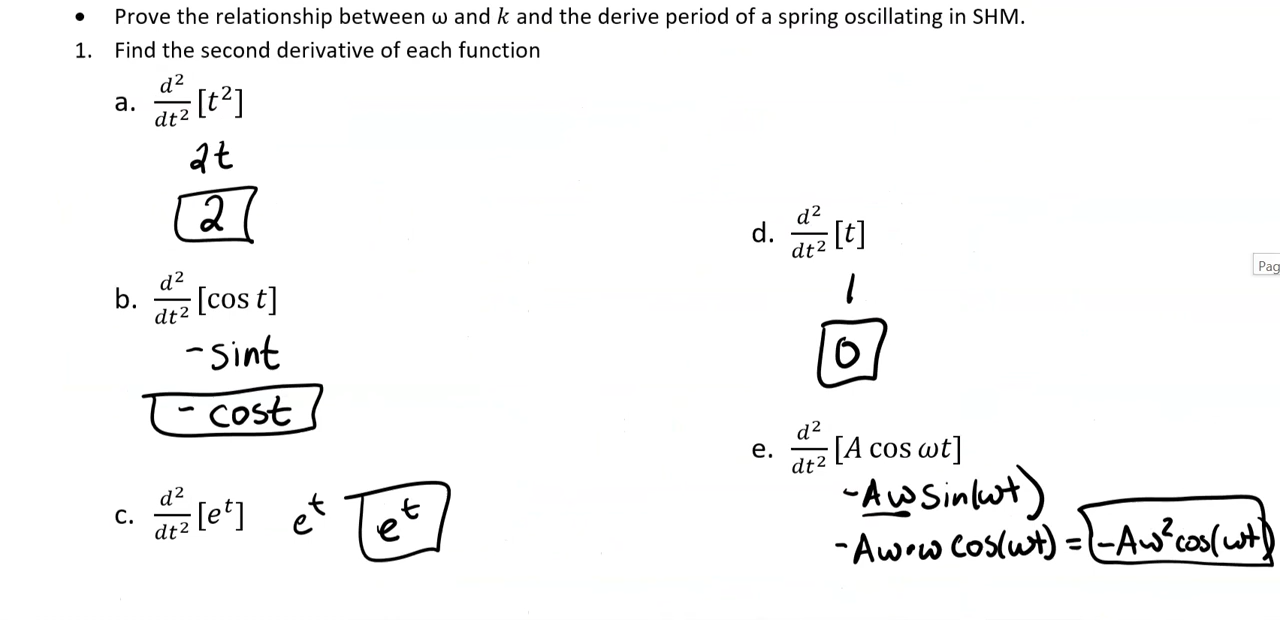 • Prove the relationship between ω and k and the derive period of a spring oscillating in SHM.
1. Find the second derivative of each function
a. d²/dt² [t²]
2t
2
b. d²/dt² [cos t]
-sint
- cost
c. d²/dt² [eᵗ] eᵗ eᵗ
d. d²/dt² [t]
1
0
e. d²/dt² [A cos ωt]
-Aω sin(ωt)
-Aω•ω cos(ωt) = -Aω² cos(ωt)
Pag